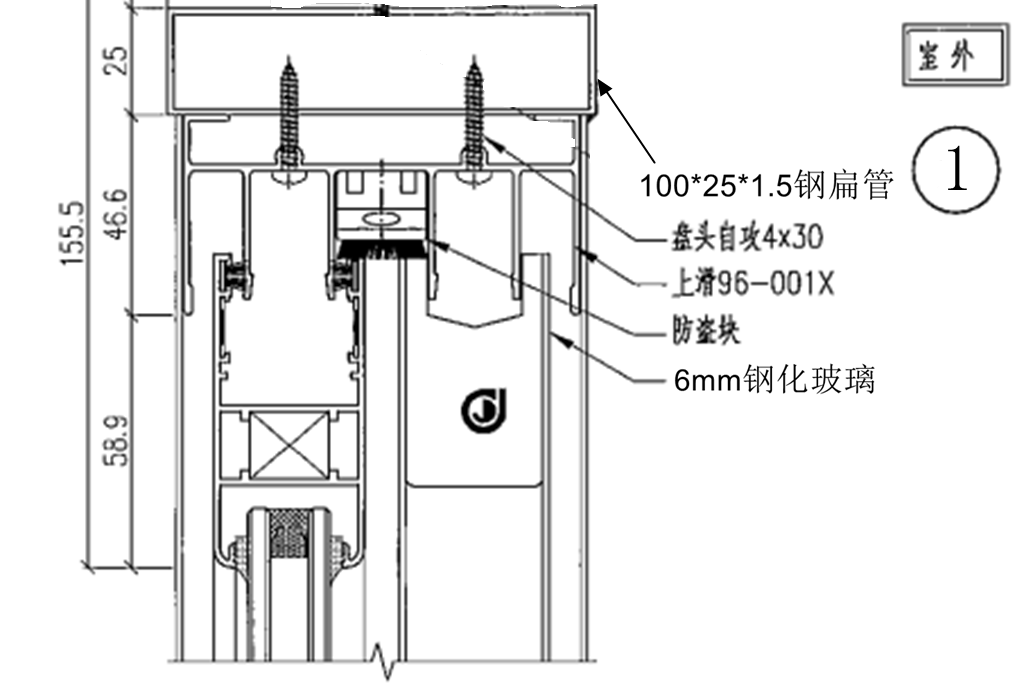 25
室外
1
100*25*1.5钢扁管
155.5
46.6
盘头自攻4x30
上滑96-001X
防盗块
6mm钢化玻璃
58.9